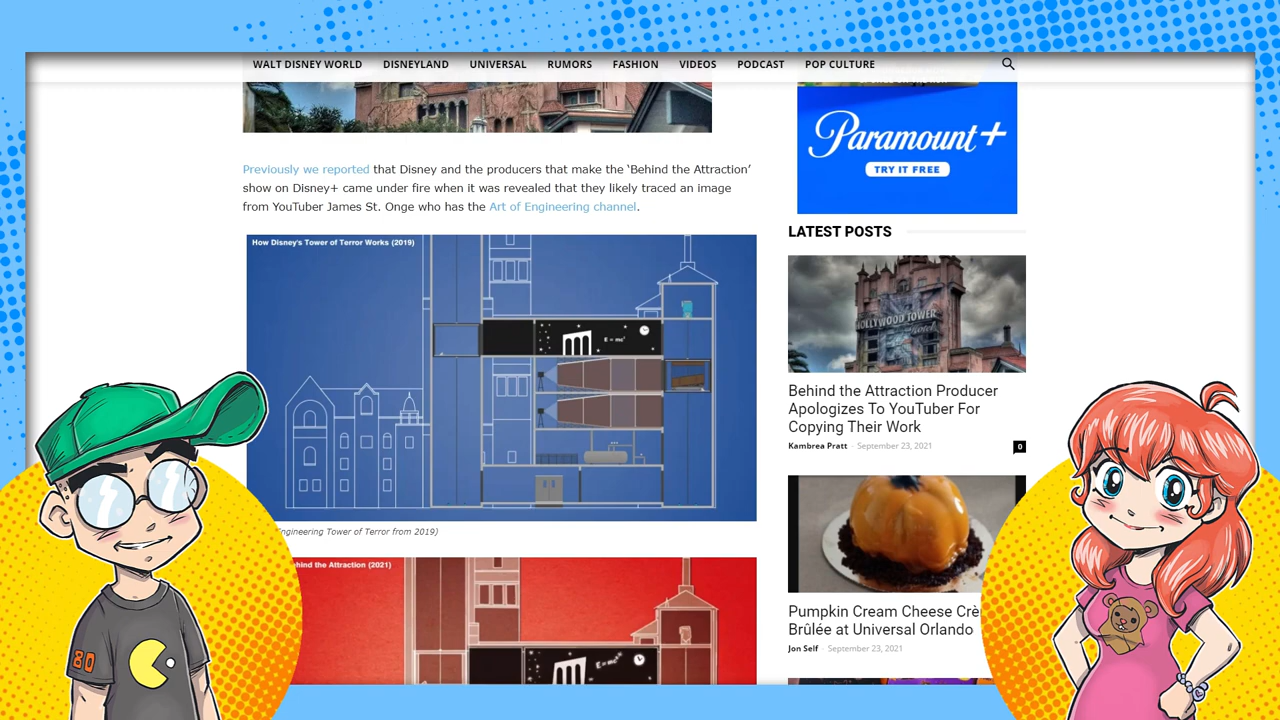 WALT DISNEY WORLD DISNEYLAND UNIVERSAL RUMORS FASHION VIDEOS PODCAST POP CULTURE
Previously we reported that Disney and the producers that make the ‘Behind the Attraction’
show on Disney+ came under fire when it was revealed that they likely traced an image
from YouTuber James St. Onge who has the Art of Engineering channel.
How Disney's Tower of Terror Works (2019)
E = mc²
ngineering Tower of Terror from 2019)
hind the Attraction (2021)
E=mc²
Paramount+
TRY IT FREE
LATEST POSTS
HOLLYWOOD TOWER
Hotel
Behind the Attraction Producer
Apologizes To YouTuber For
Copying Their Work
Kambrea Pratt - September 23, 2021
0
Pumpkin Cream Cheese Crè
Brûlée at Universal Orlando
Jon Self - September 23, 2021
80